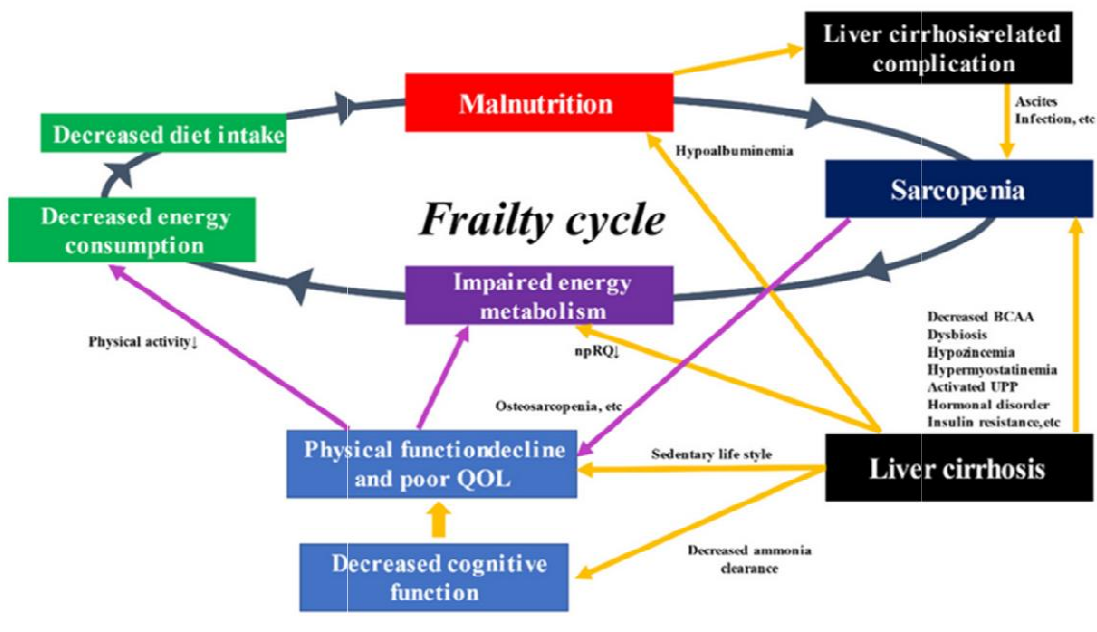 Liver cirrhosis-related
complication
Malnutrition
Ascites
Infection, etc
Decreased diet intake
Hypoalbuminemia
Sarcopenia
Decreased energy
consumption
Frailty cycle
Impaired energy
metabolism
Decreased BCAA
Dysbiosis
Hypozincemia
Hypermyostatinemia
Activated UPP
Hormonal disorder
Insulin resistance,etc
Physical activity↓
npRQ↓
Osteosarcopenia, etc
Physical functiondecline
and poor QOL
Sedentary life style
Liver cirrhosis
Decreased ammonia
clearance
Decreased cognitive
function